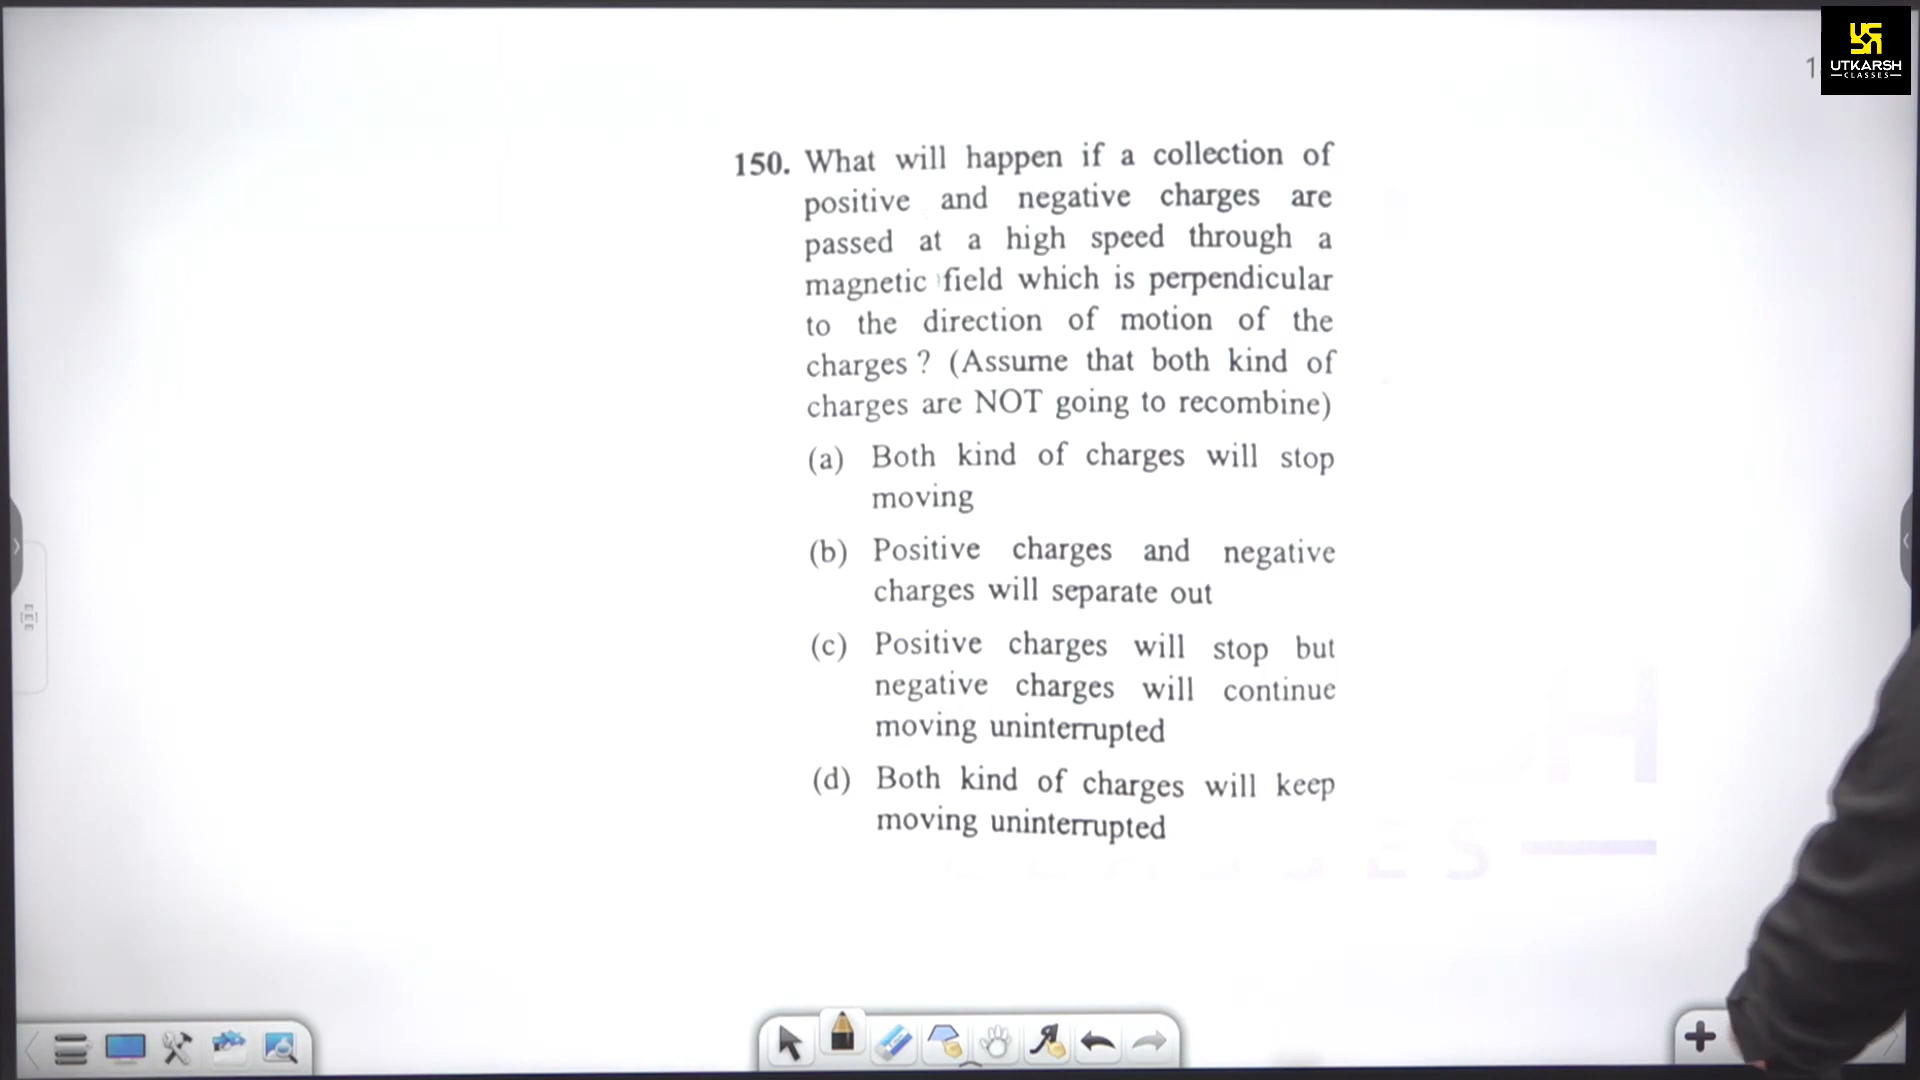 UTKARSH
CLASSES
1
150. What will happen if a collection of
positive and negative charges are
passed at a high speed through a
magnetic field which is perpendicular
to the direction of motion of the
charges ? (Assume that both kind of
charges are NOT going to recombine)
(a) Both kind of charges will stop
moving
(b) Positive charges and negative
charges will separate out
(c) Positive charges will stop but
negative charges will continue
moving uninterrupted
(d) Both kind of charges will keep
moving uninterrupted